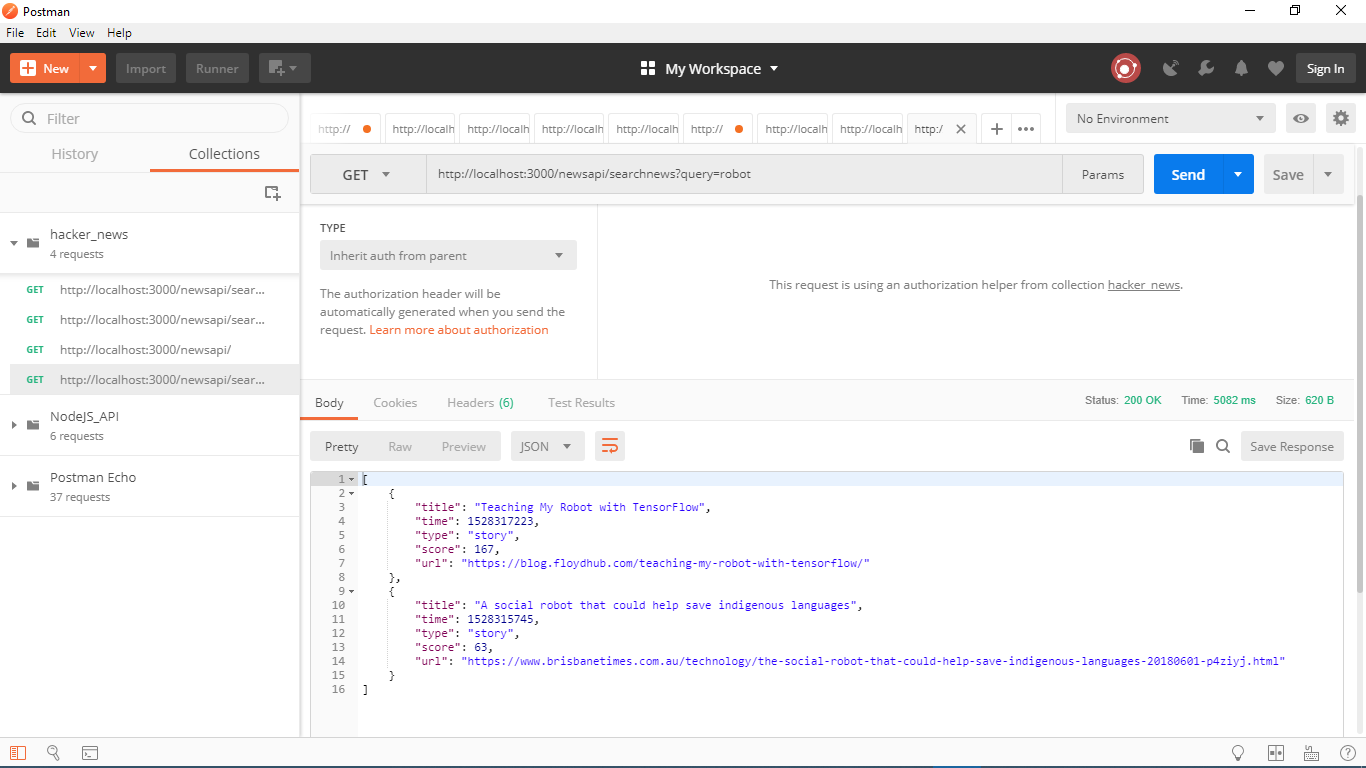 Postman
File Edit View Help
New Import Runner My Workspace Sign In
Filter
History Collections
hacker_news
4 requests
GET http://localhost:3000/newsapi/sear...
GET http://localhost:3000/newsapi/sear...
GET http://localhost:3000/newsapi/
GET http://localhost:3000/newsapi/sear...
NodeJS_API
6 requests
Postman Echo
37 requests
http:// http://localh http://localh http://localh http://localh http:// http://localh http://localh http:/
No Environment
GET http://localhost:3000/newsapi/searchnews?query=robot Params Send Save
TYPE
Inherit auth from parent
The authorization header will be
automatically generated when you send the
request. Learn more about authorization
This request is using an authorization helper from collection hacker_news.
Body Cookies Headers (6) Test Results Status: 200 OK Time: 5082 ms Size: 620 B
Pretty Raw Preview JSON Save Response
1 [
2 {
3 "title": "Teaching My Robot with TensorFlow",
4 "time": 1528317223,
5 "type": "story",
6 "score": 167,
7 "url": "https://blog.floydhub.com/teaching-my-robot-with-tensorflow/"
8 },
9 {
10 "title": "A social robot that could help save indigenous languages",
11 "time": 1528315745,
12 "type": "story",
13 "score": 63,
14 "url": "https://www.brisbanetimes.com.au/technology/the-social-robot-that-could-help-save-indigenous-languages-20180601-p4ziyj.html"
15 }
16 ]